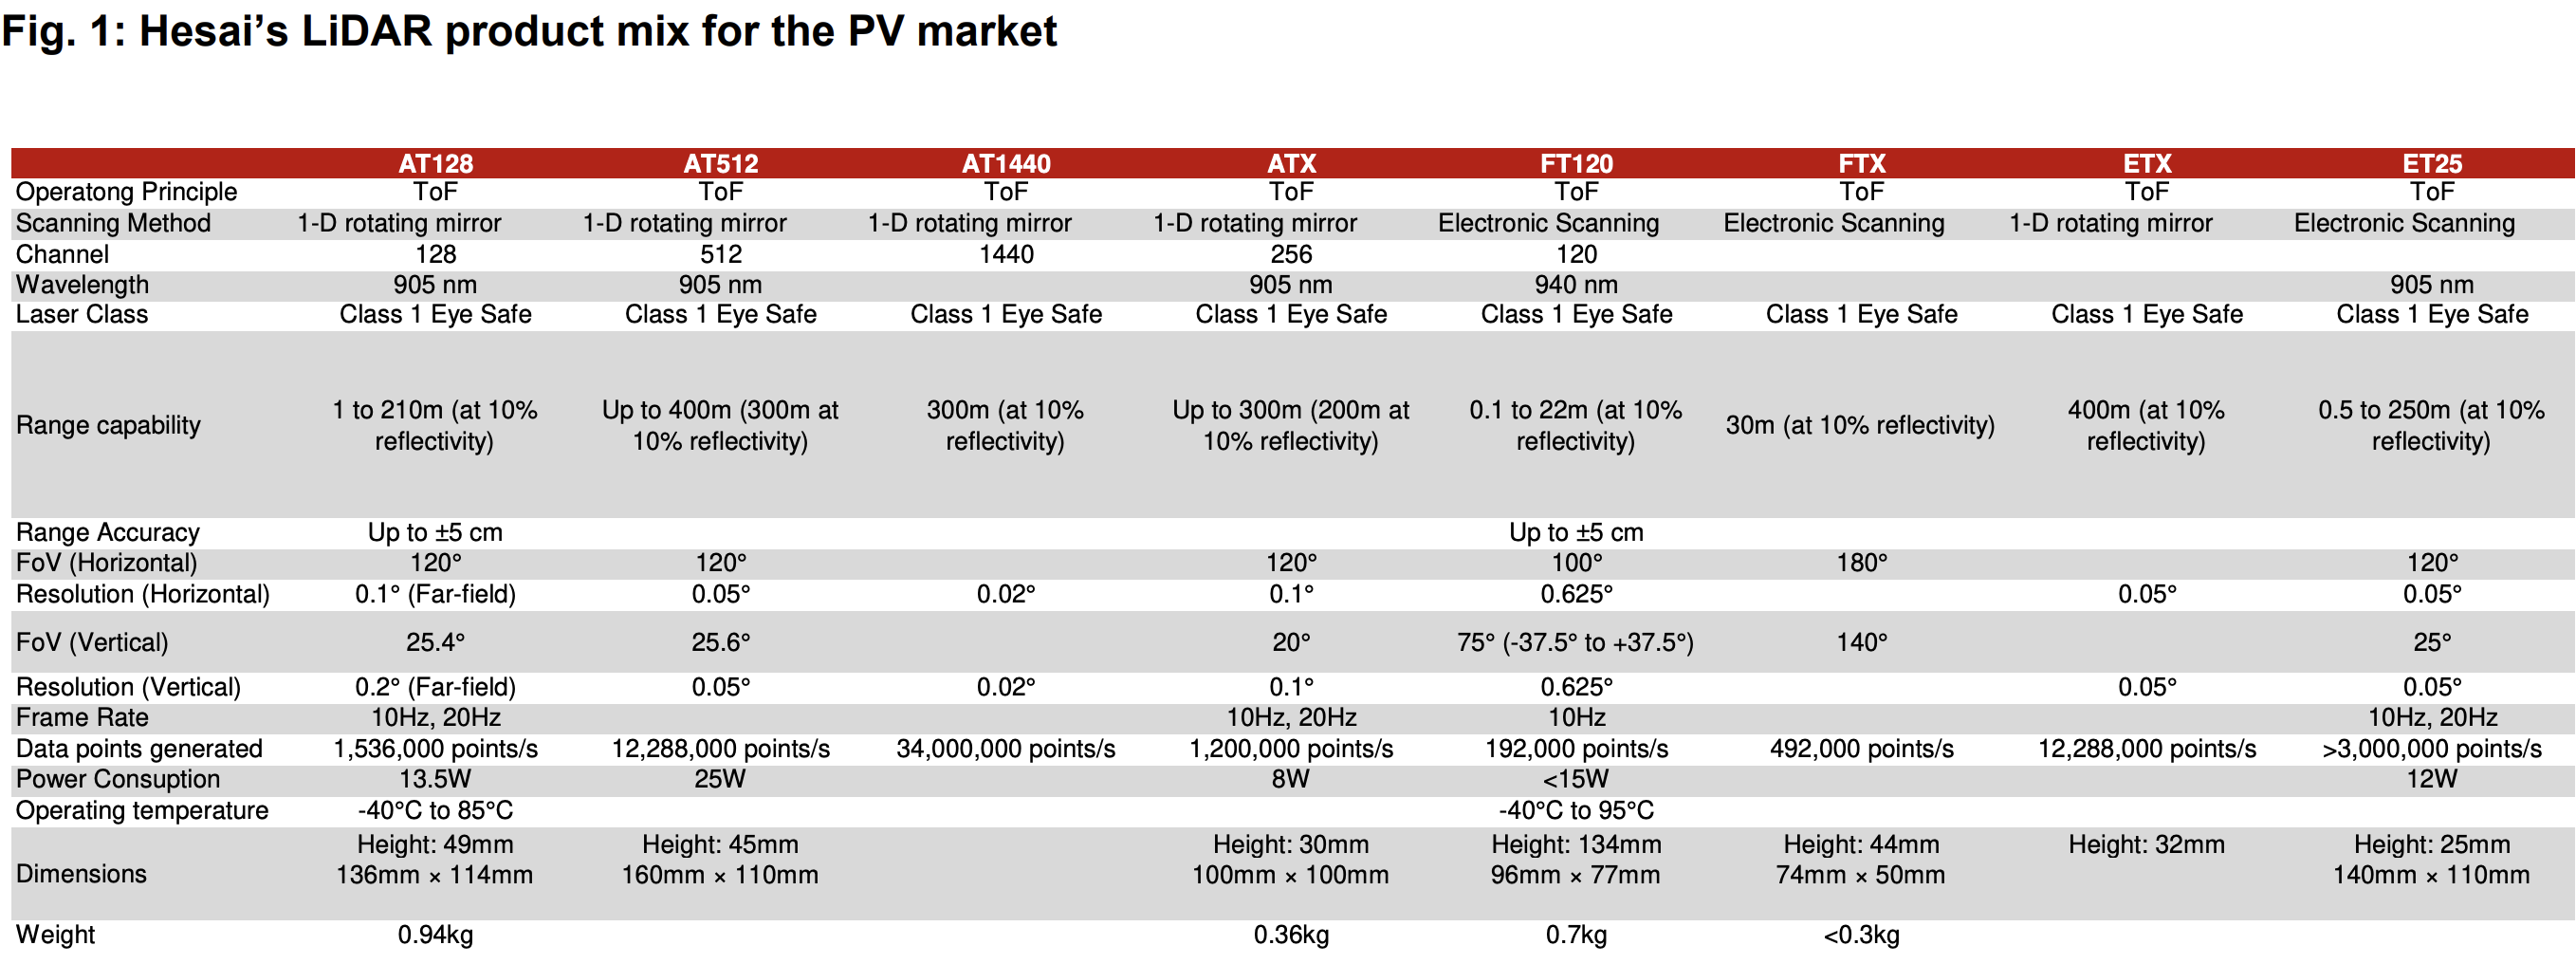 Fig. 1: Hesai’s LiDAR product mix for the PV market
AT128 AT512 AT1440 ATX FT120 FTX ETX ET25
Operatong Principle ToF ToF ToF ToF ToF ToF ToF ToF
Scanning Method 1-D rotating mirror 1-D rotating mirror 1-D rotating mirror 1-D rotating mirror Electronic Scanning Electronic Scanning 1-D rotating mirror Electronic Scanning
Channel 128 512 1440 256 120
Wavelength 905 nm 905 nm 905 nm 940 nm 905 nm
Laser Class Class 1 Eye Safe Class 1 Eye Safe Class 1 Eye Safe Class 1 Eye Safe Class 1 Eye Safe Class 1 Eye Safe Class 1 Eye Safe Class 1 Eye Safe
Range capability 1 to 210m (at 10% reflectivity) Up to 400m (300m at 10% reflectivity) 300m (at 10% reflectivity) Up to 300m (200m at 10% reflectivity) 0.1 to 22m (at 10% reflectivity) 30m (at 10% reflectivity) 400m (at 10% reflectivity) 0.5 to 250m (at 10% reflectivity)
Range Accuracy Up to ±5 cm Up to ±5 cm
FoV (Horizontal) 120° 120° 120° 100° 180° 120°
Resolution (Horizontal) 0.1° (Far-field) 0.05° 0.02° 0.1° 0.625° 0.05° 0.05°
FoV (Vertical) 25.4° 25.6° 20° 75° (-37.5° to +37.5°) 140° 25°
Resolution (Vertical) 0.2° (Far-field) 0.05° 0.02° 0.1° 0.625° 0.05° 0.05°
Frame Rate 10Hz, 20Hz 10Hz, 20Hz 10Hz 10Hz, 20Hz
Data points generated 1,536,000 points/s 12,288,000 points/s 34,000,000 points/s 1,200,000 points/s 192,000 points/s 492,000 points/s 12,288,000 points/s >3,000,000 points/s
Power Consuption 13.5W 25W 8W <15W 12W
Operating temperature -40°C to 85°C -40°C to 95°C
Dimensions Height: 49mm 136mm × 114mm Height: 45mm 160mm × 110mm Height: 30mm 100mm × 100mm Height: 134mm 96mm × 77mm Height: 44mm 74mm × 50mm Height: 32mm Height: 25mm 140mm × 110mm
Weight 0.94kg 0.36kg 0.7kg <0.3kg